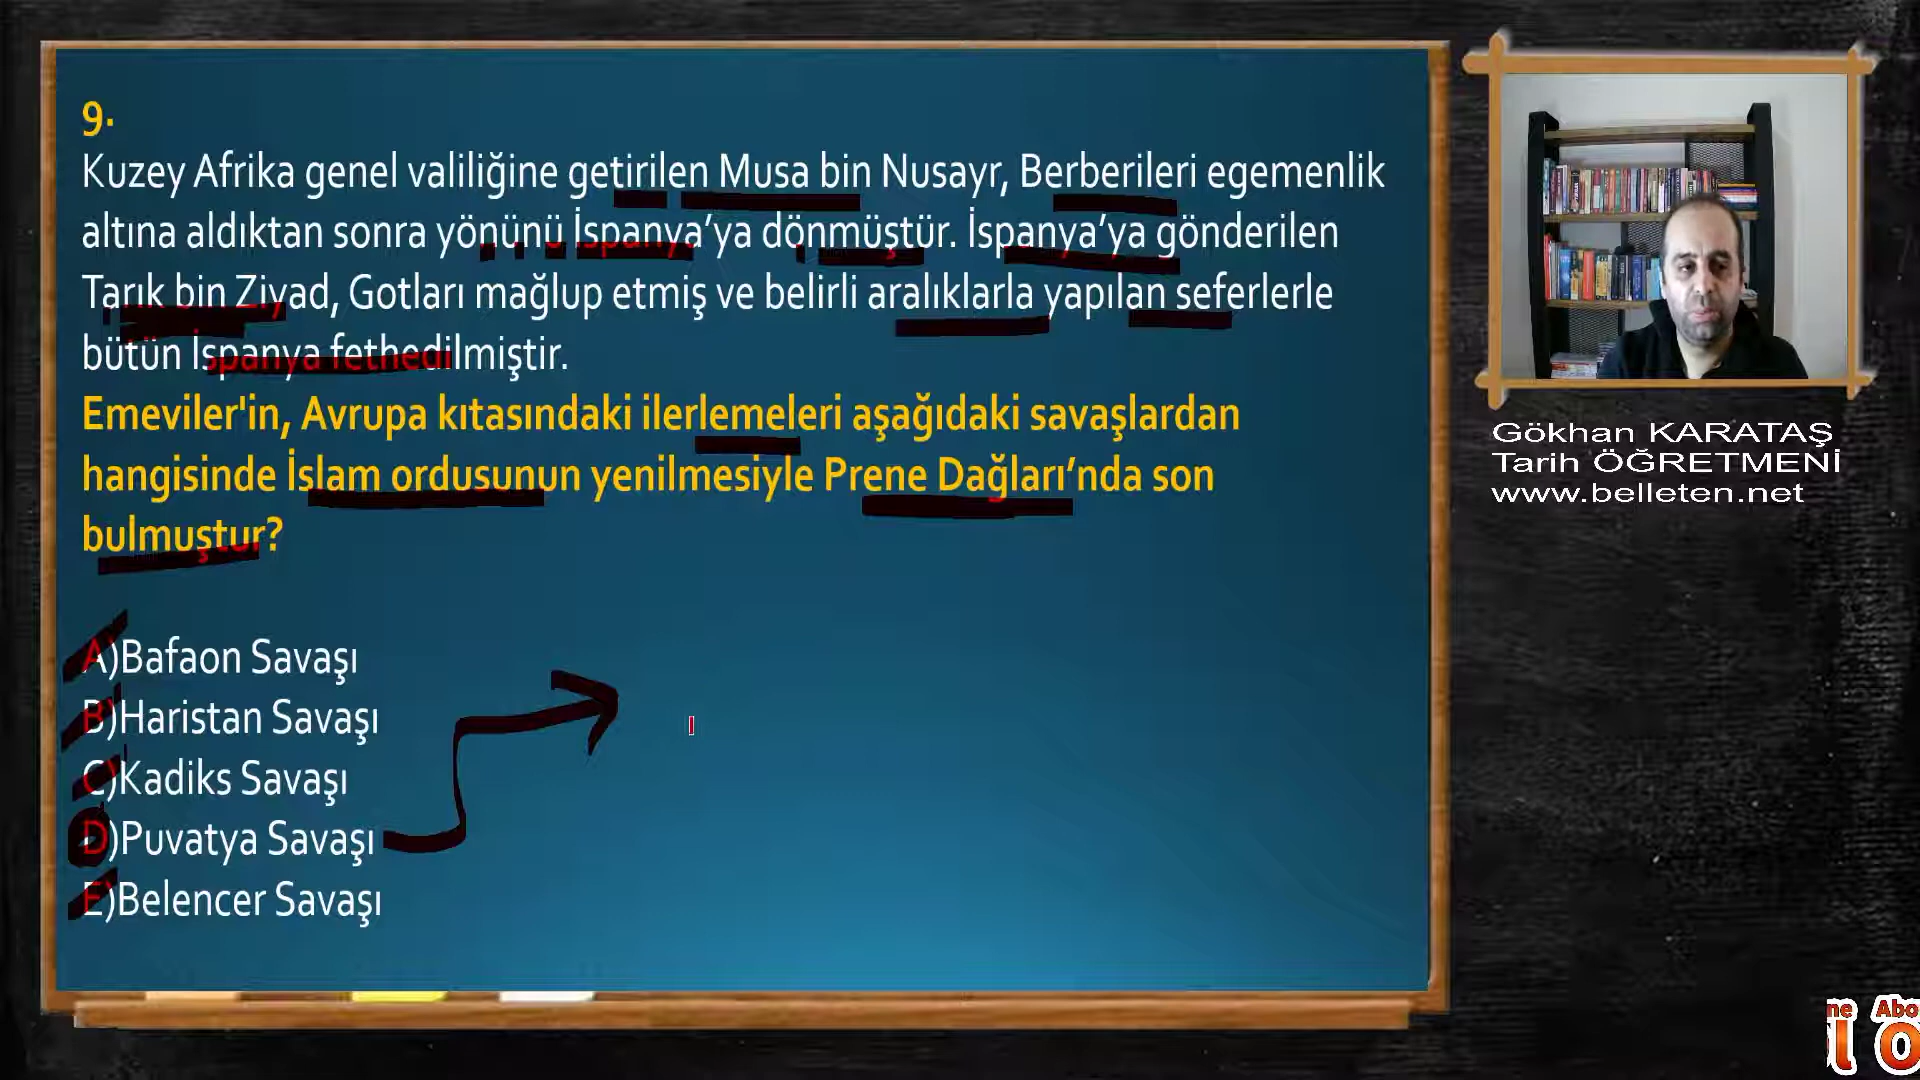 9.
Kuzey Afrika genel valiliğine getirilen Musa bin Nusayr, Berberileri egemenlik
altına aldıktan sonra yönünü İspanya’ya dönmüştür. İspanya’ya gönderilen
Tarık bin Ziyad, Gotları mağlup etmiş ve belirli aralıklarla yapılan seferlerle
bütün İspanya fethedilmiştir.
Emeviler'in, Avrupa kıtasındaki ilerlemeleri aşağıdaki savaşlardan
hangisinde İslam ordusunun yenilmesiyle Prene Dağları’nda son
bulmuştur?
A)Bafaon Savaşı
B)Haristan Savaşı
C)Kadiks Savaşı
D)Puvatya Savaşı
E)Belencer Savaşı
Gökhan KARATAŞ
Tarih ÖĞRETMENİ
www.belleten.net
ne Abo